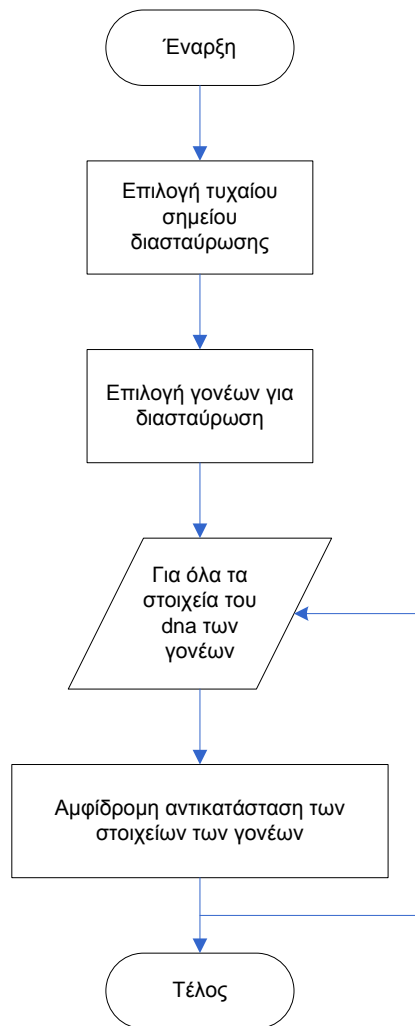 Έναρξη
Επιλογή τυχαίου
σημείου
διασταύρωσης
Επιλογή γονέων για
διασταύρωση
Για όλα τα
στοιχεία του
dna των
γονέων
Αμφίδρομη αντικατάσταση των
στοιχείων των γονέων
Τέλος